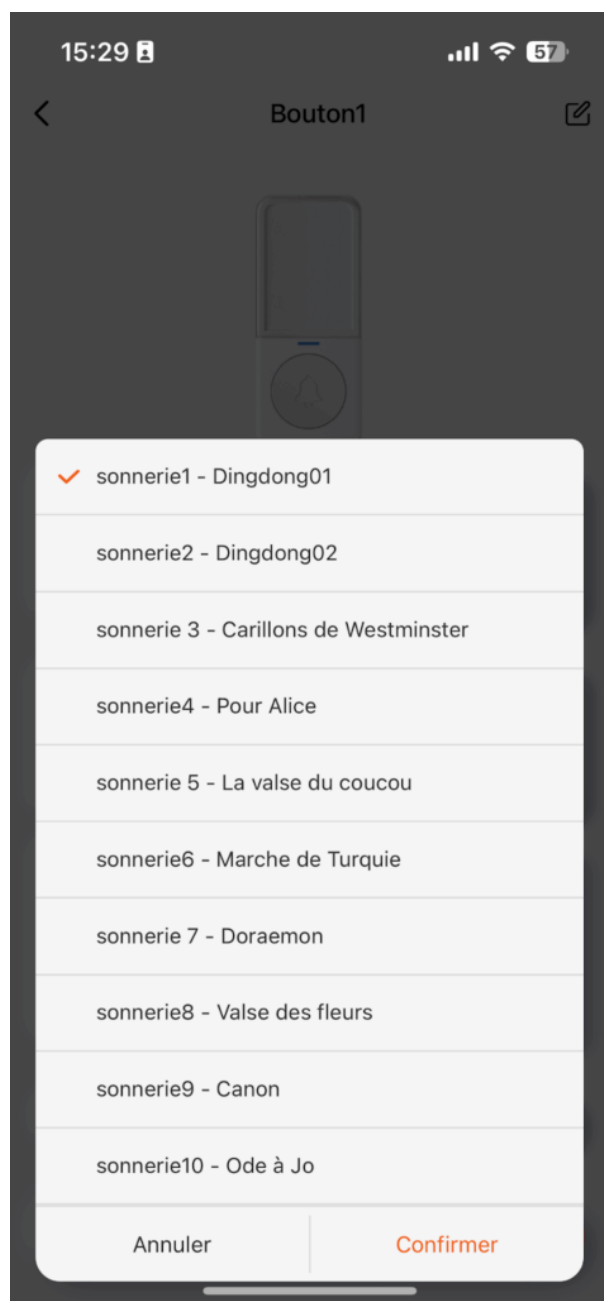 15:29
57
Bouton1
sonnerie1 - Dingdong01
sonnerie2 - Dingdong02
sonnerie 3 - Carillons de Westminster
sonnerie4 - Pour Alice
sonnerie 5 - La valse du coucou
sonnerie6 - Marche de Turquie
sonnerie 7 - Doraemon
sonnerie8 - Valse des fleurs
sonnerie9 - Canon
sonnerie10 - Ode à Jo
Annuler
Confirmer